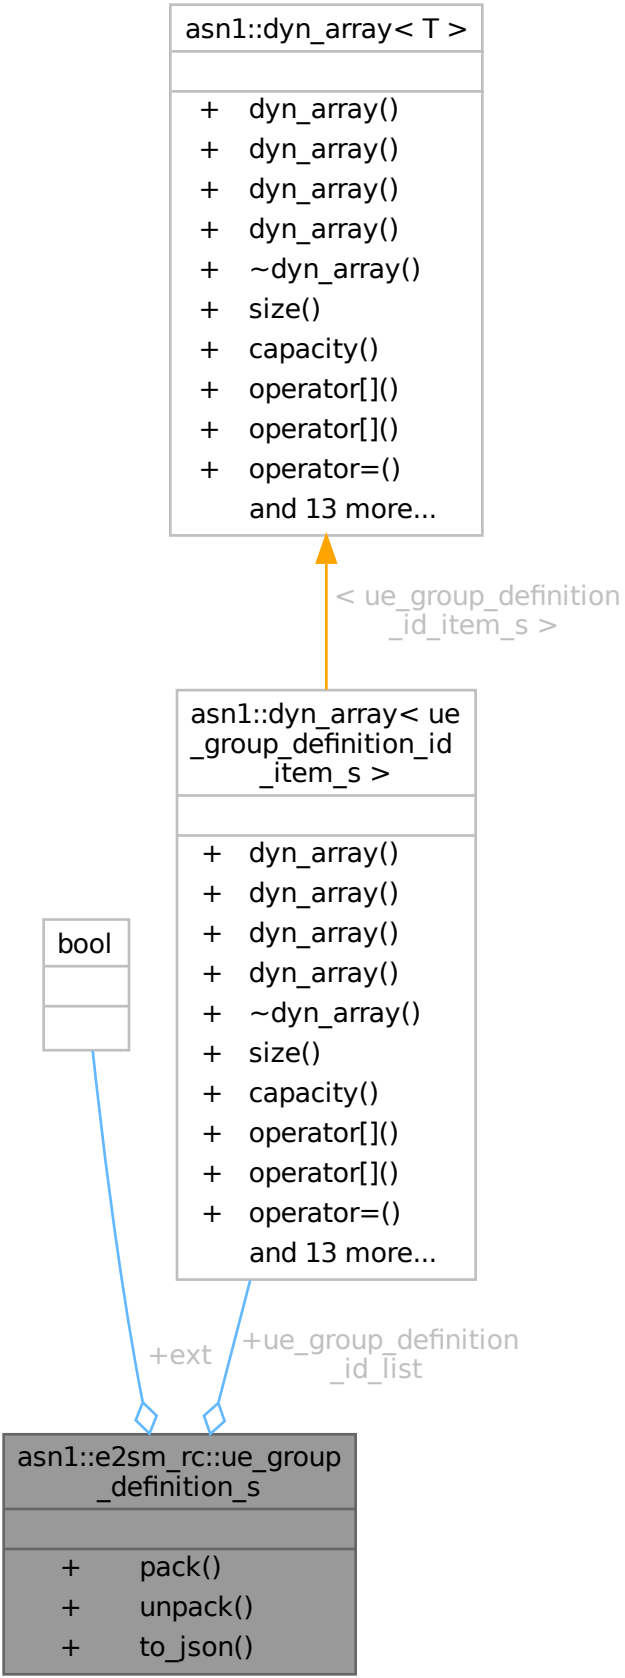 asn1::dyn_array< T >
+ dyn_array()
+ dyn_array()
+ dyn_array()
+ dyn_array()
+ ~dyn_array()
+ size()
+ capacity()
+ operator[]()
+ operator[]()
+ operator=()
and 13 more...
< ue_group_definition
_id_item_s >
asn1::dyn_array< ue
_group_definition_id
_item_s >
+ dyn_array()
+ dyn_array()
+ dyn_array()
+ dyn_array()
+ ~dyn_array()
+ size()
+ capacity()
+ operator[]()
+ operator[]()
+ operator=()
and 13 more...
bool
+ext
+ue_group_definition
_id_list
asn1::e2sm_rc::ue_group
_definition_s
+ pack()
+ unpack()
+ to_json()